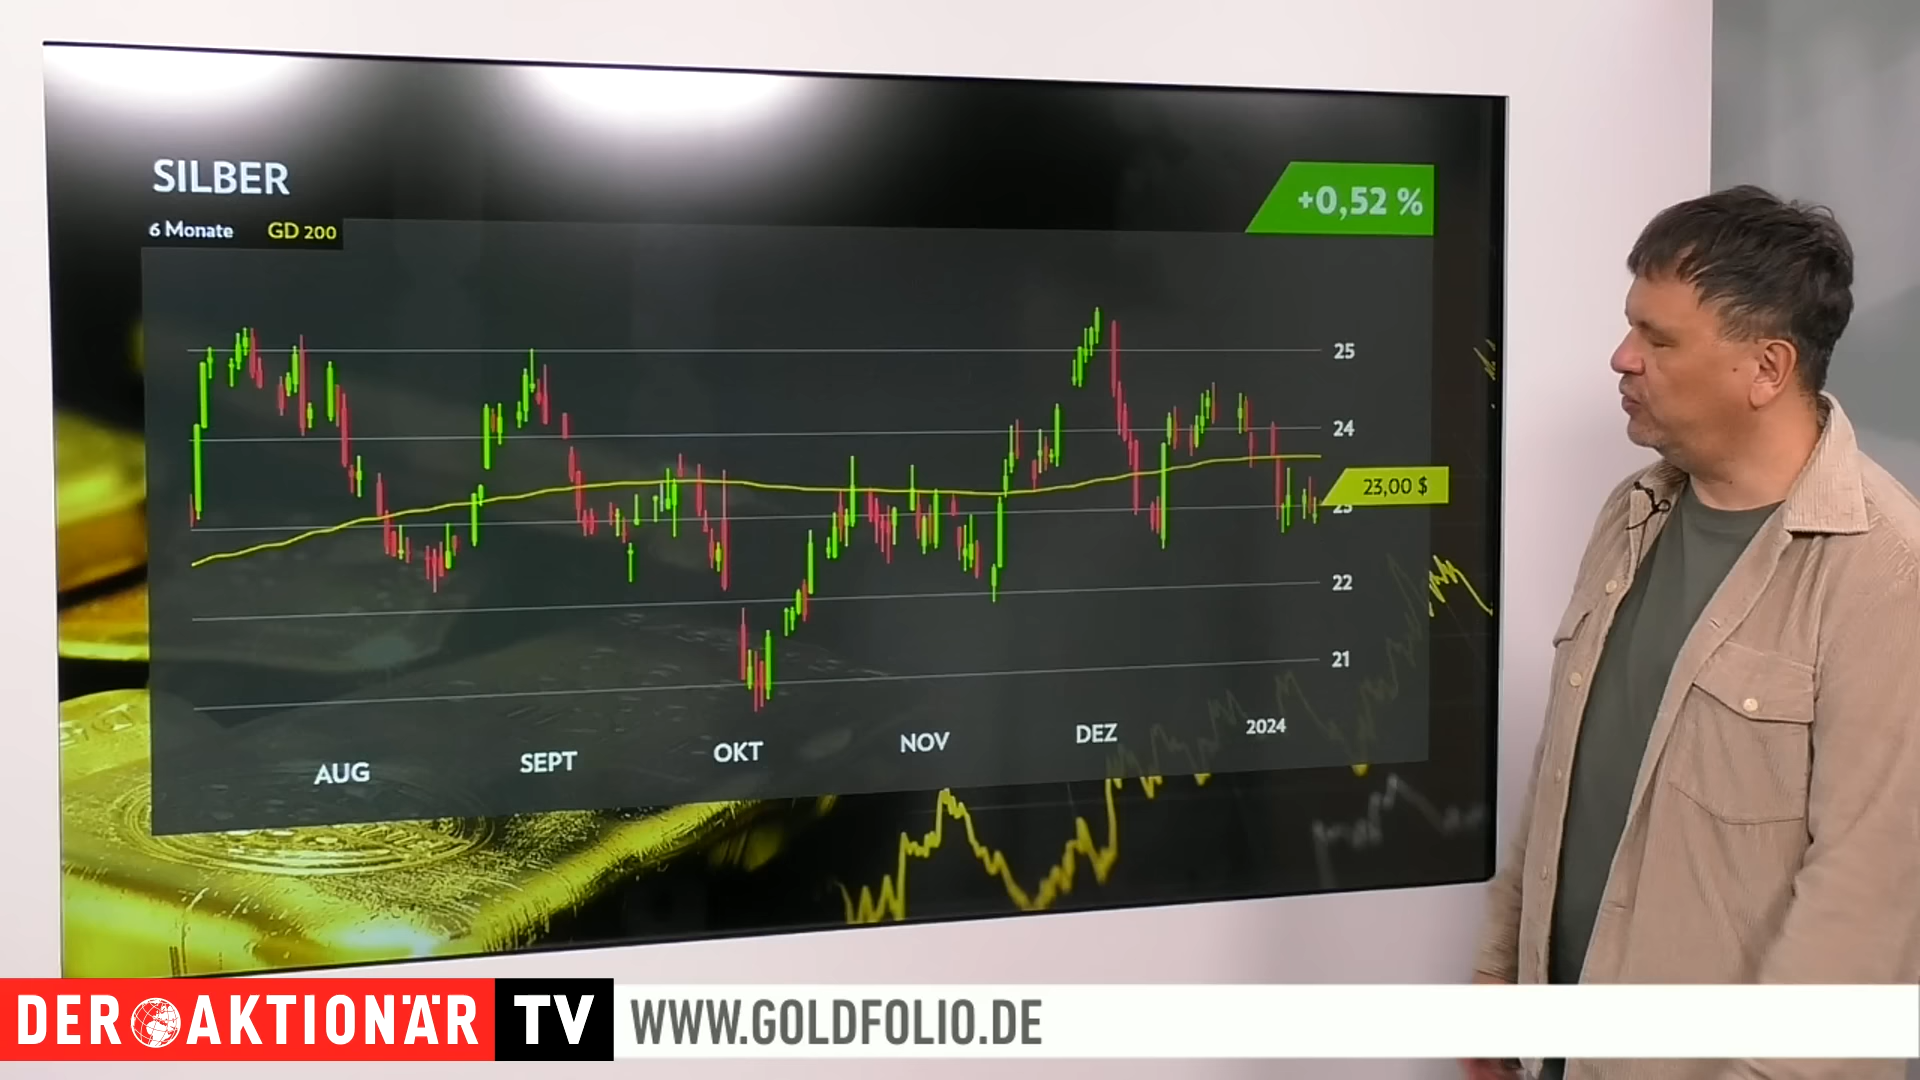 SILBER
+0,52 %
6 Monate GD 200
25
24
23,00 $
23
22
21
AUG SEPT OKT NOV DEZ 2024
DER AKTIONÄR TV WWW.GOLDFOLIO.DE